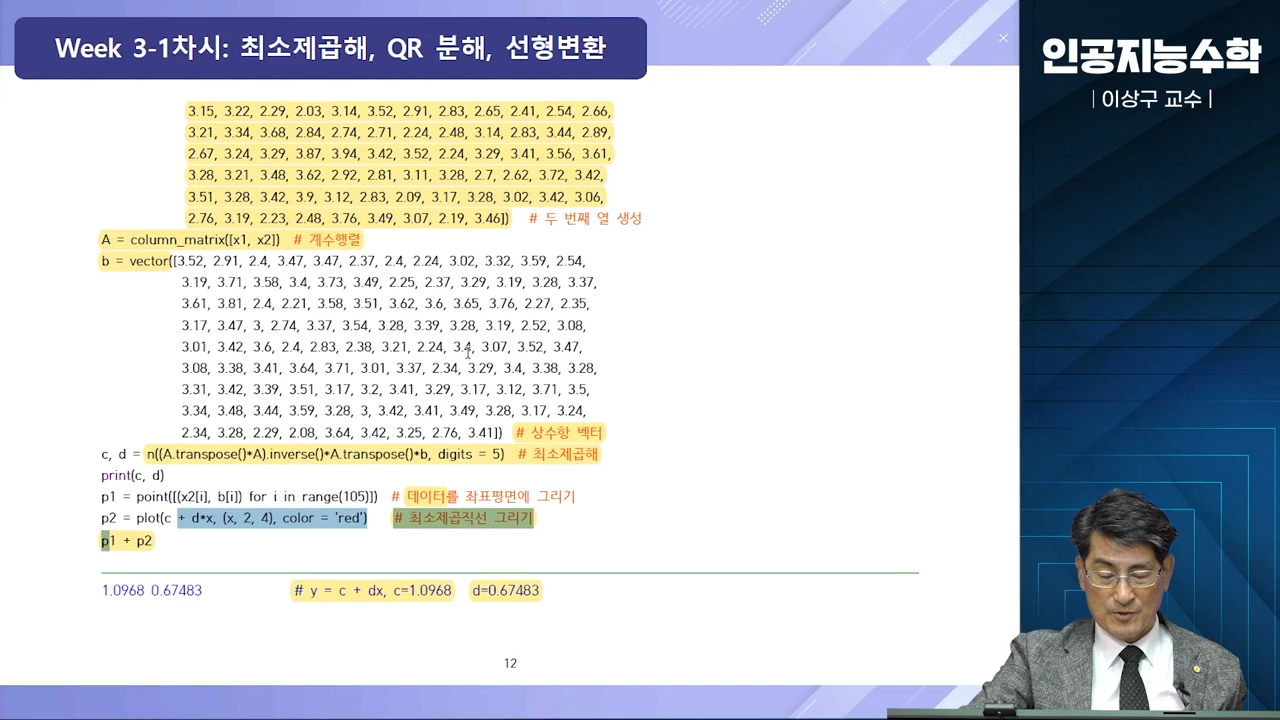 Week 3-1차시: 최소제곱해, QR 분해, 선형변환
인공지능수학
| 이상구 교수 |
3.15, 3.22, 2.29, 2.03, 3.14, 3.52, 2.91, 2.83, 2.65, 2.41, 2.54, 2.66,
3.21, 3.34, 3.68, 2.84, 2.74, 2.71, 2.24, 2.48, 3.14, 2.83, 3.44, 2.89,
2.67, 3.24, 3.29, 3.87, 3.94, 3.42, 3.52, 2.24, 3.29, 3.41, 3.56, 3.61,
3.28, 3.21, 3.48, 3.62, 2.92, 2.81, 3.11, 3.28, 2.7, 2.62, 3.72, 3.42,
3.51, 3.28, 3.42, 3.9, 3.12, 2.83, 2.09, 3.17, 3.28, 3.02, 3.42, 3.06,
2.76, 3.19, 2.23, 2.48, 3.76, 3.49, 3.07, 2.19, 3.46]) # 두 번째 열 생성
A = column_matrix([x1, x2]) # 계수행렬
b = vector([3.52, 2.91, 2.4, 3.47, 3.47, 2.37, 2.4, 2.24, 3.02, 3.32, 3.59, 2.54,
3.19, 3.71, 3.58, 3.4, 3.73, 3.49, 2.25, 2.37, 3.29, 3.19, 3.28, 3.37,
3.61, 3.81, 2.4, 2.21, 3.58, 3.51, 3.62, 3.6, 3.65, 3.76, 2.27, 2.35,
3.17, 3.47, 3, 2.74, 3.37, 3.54, 3.28, 3.39, 3.28, 3.19, 2.52, 3.08,
3.01, 3.42, 3.6, 2.4, 2.83, 2.38, 3.21, 2.24, 3.4, 3.07, 3.52, 3.47,
3.08, 3.38, 3.41, 3.64, 3.71, 3.01, 3.37, 2.34, 3.29, 3.4, 3.38, 3.28,
3.31, 3.42, 3.39, 3.51, 3.17, 3.2, 3.41, 3.29, 3.17, 3.12, 3.71, 3.5,
3.34, 3.48, 3.44, 3.59, 3.28, 3, 3.42, 3.41, 3.49, 3.28, 3.17, 3.24,
2.34, 3.28, 2.29, 2.08, 3.64, 3.42, 3.25, 2.76, 3.41]) # 상수항 벡터
c, d = n((A.transpose()*A).inverse()*A.transpose()*b, digits = 5) # 최소제곱해
print(c, d)
p1 = point([(x2[i], b[i]) for i in range(105)]) # 데이터를 좌표평면에 그리기
p2 = plot(c + d*x, (x, 2, 4), color = 'red') # 최소제곱직선 그리기
p1 + p2
1.0968 0.67483 # y = c + dx, c=1.0968 d=0.67483
12